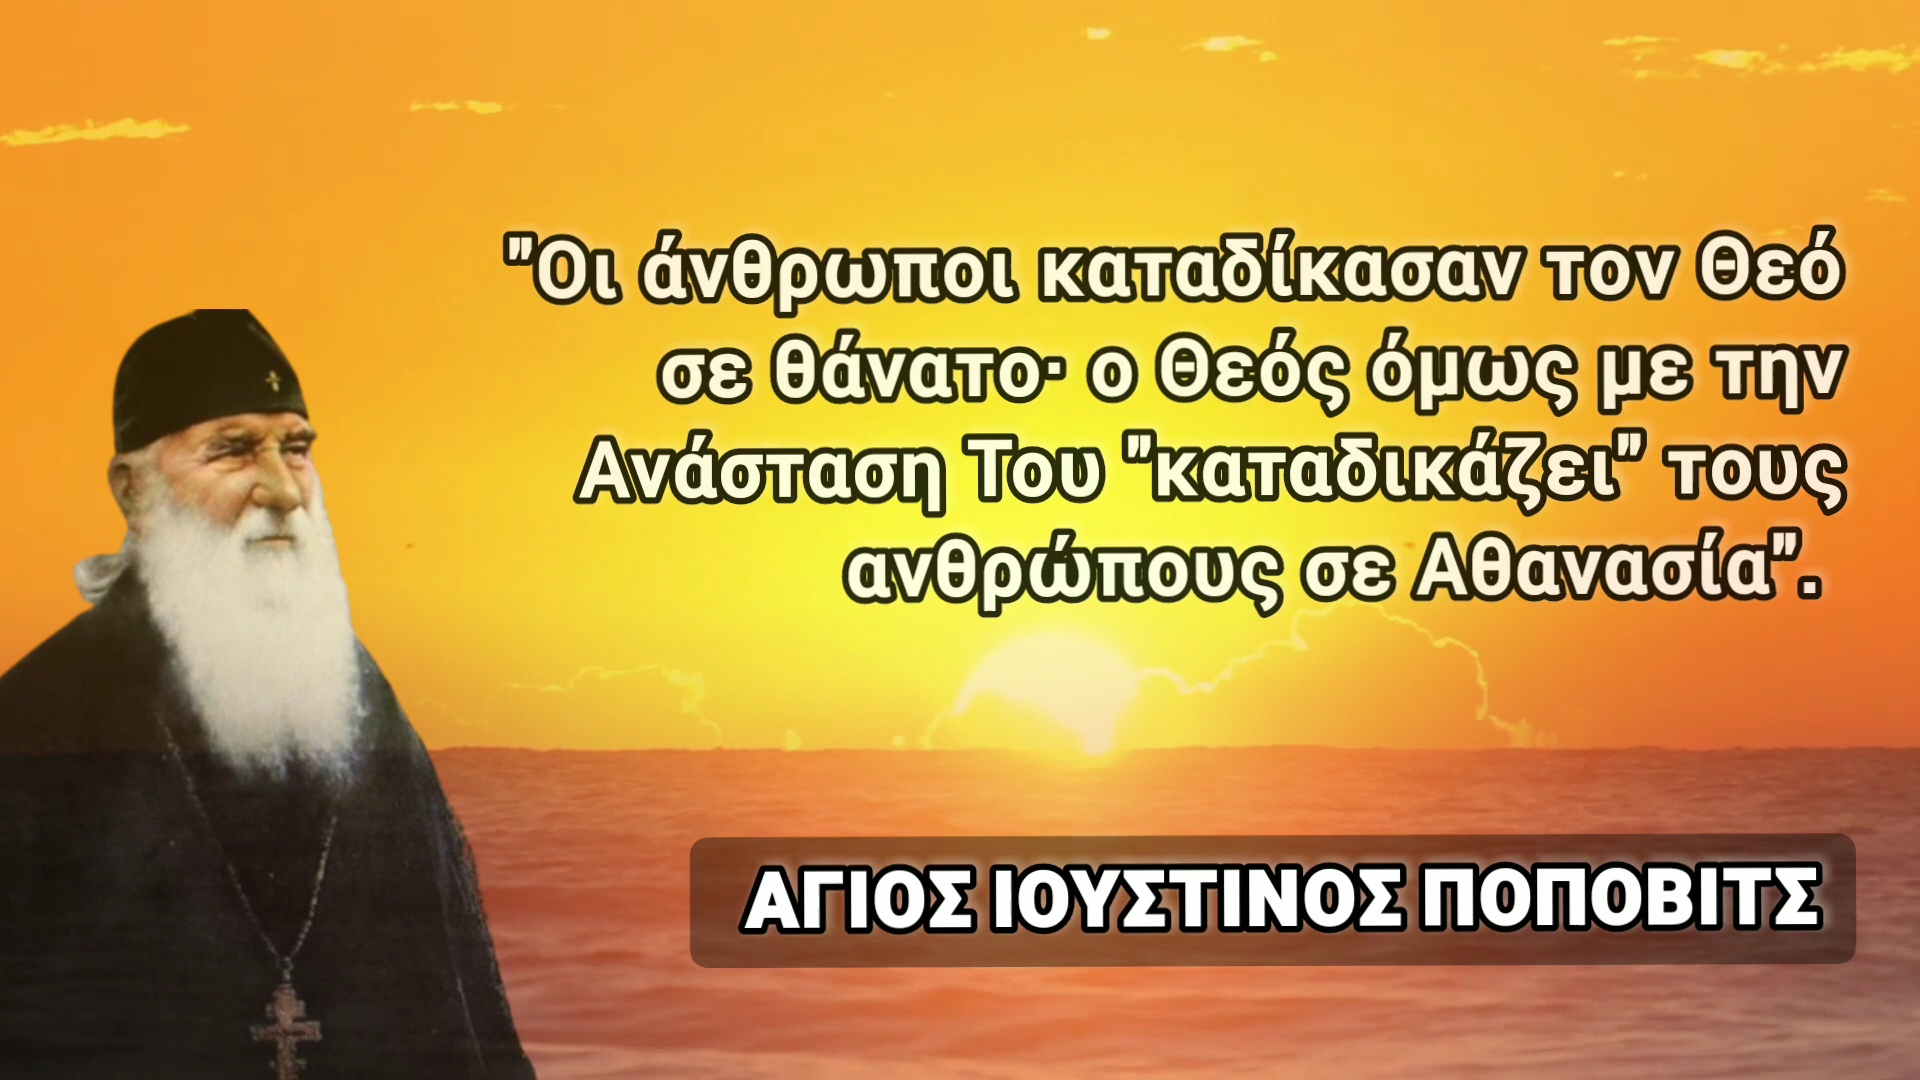 "Οι άνθρωποι καταδίκασαν τον Θεό
σε θάνατο· ο Θεός όμως με την
Ανάσταση Του "καταδικάζει" τους
ανθρώπους σε Αθανασία".
ΑΓΙΟΣ ΙΟΥΣΤΙΝΟΣ ΠΟΠΟΒΙΤΣ